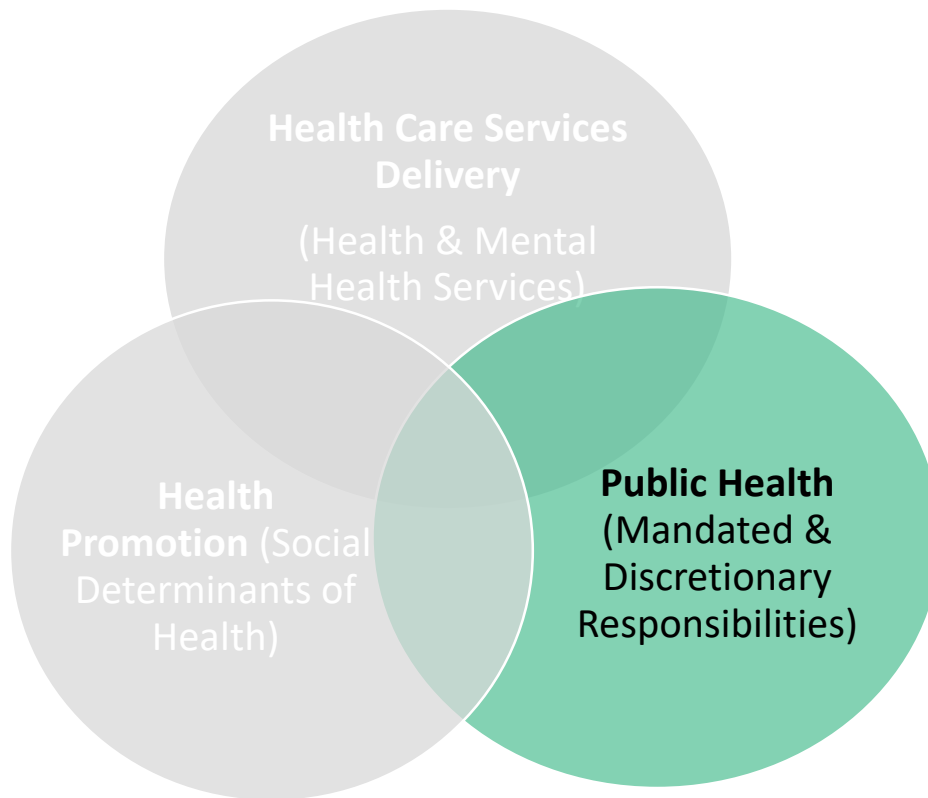 Health Care Services
Delivery
(Health & Mental
Health Services)
Health
Promotion (Social
Determinants of
Health)
Public Health
(Mandated &
Discretionary
Responsibilities)